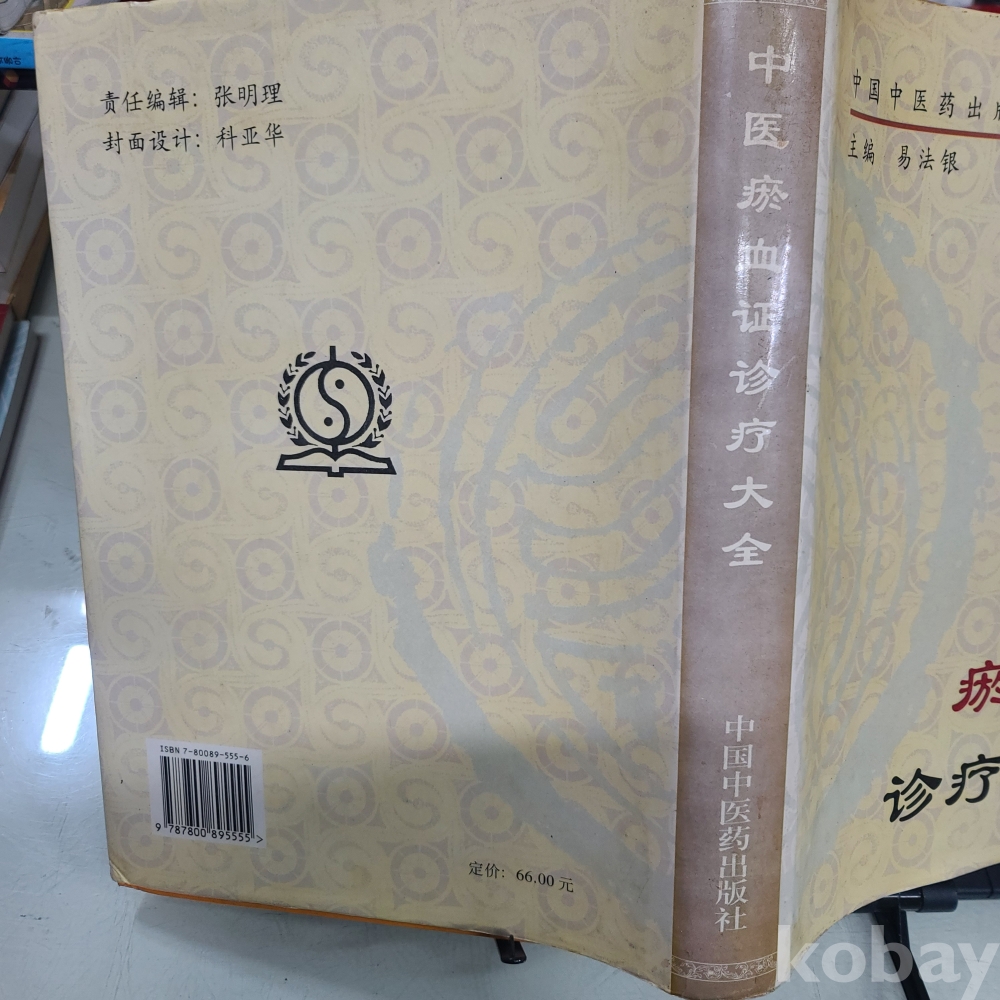 责任编辑：张明理
封面设计：科亚华
ISBN 7-80089-555-6
9 787800 895555 >
定价：66.00 元
中医瘀血证诊疗大全
中国中医药出版社
中国中医药出版
主编 易法银
瘀
诊疗
kobay